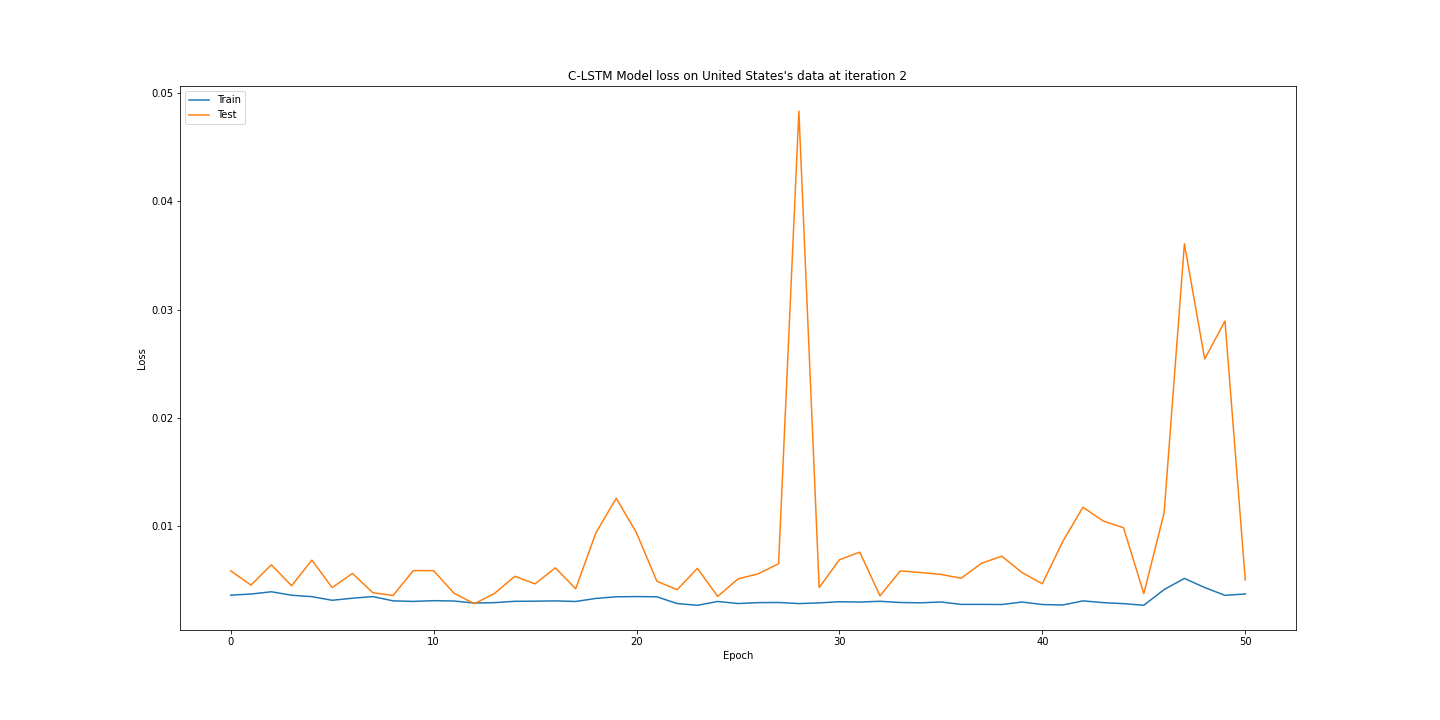 C-LSTM Model loss on United States's data at iteration 2
Train
Test
0.05
0.04
0.03
0.02
0.01
Loss
0 10 20 30 40 50
Epoch